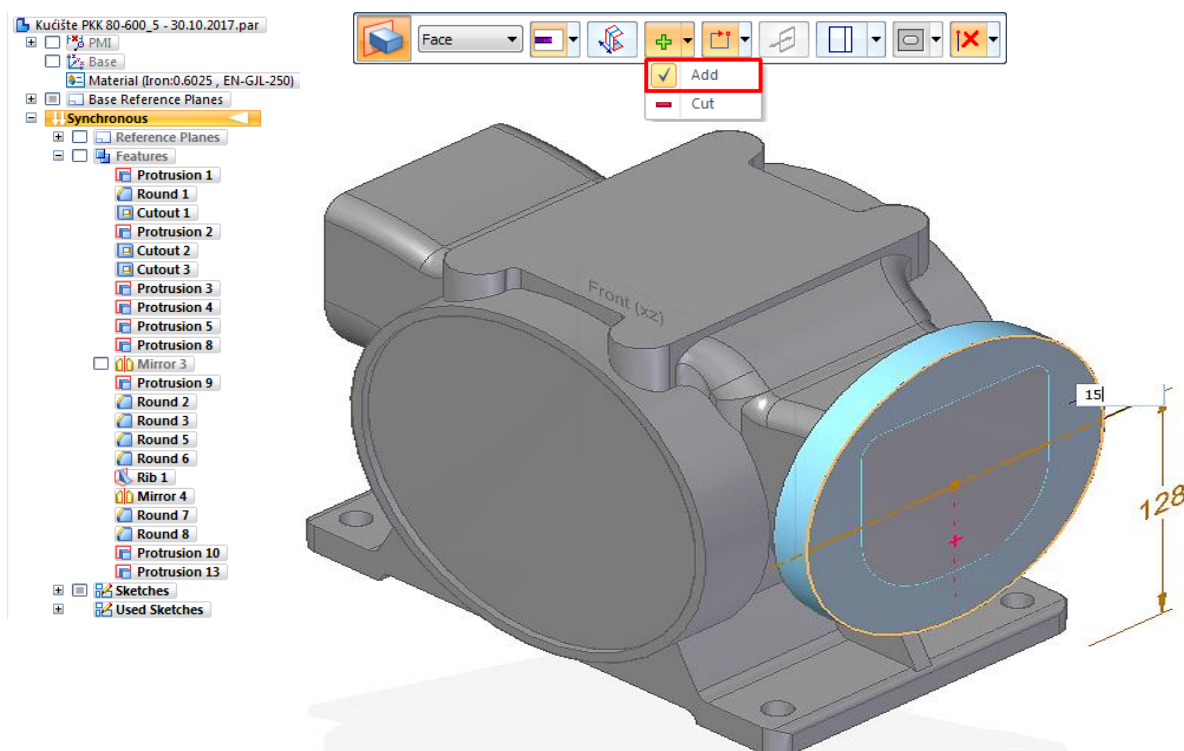 Kućište PKK 80-600_5 - 30.10.2017.par
PMI
Base
Material (Iron:0.6025 , EN-GJL-250)
Base Reference Planes
Synchronous
Reference Planes
Features
Protrusion 1
Round 1
Cutout 1
Protrusion 2
Cutout 2
Cutout 3
Protrusion 3
Protrusion 4
Protrusion 5
Protrusion 8
Mirror 3
Protrusion 9
Round 2
Round 3
Round 5
Round 6
Rib 1
Mirror 4
Round 7
Round 8
Protrusion 10
Protrusion 13
Sketches
Used Sketches
Face
Add
Cut
Front (xz)
15
128